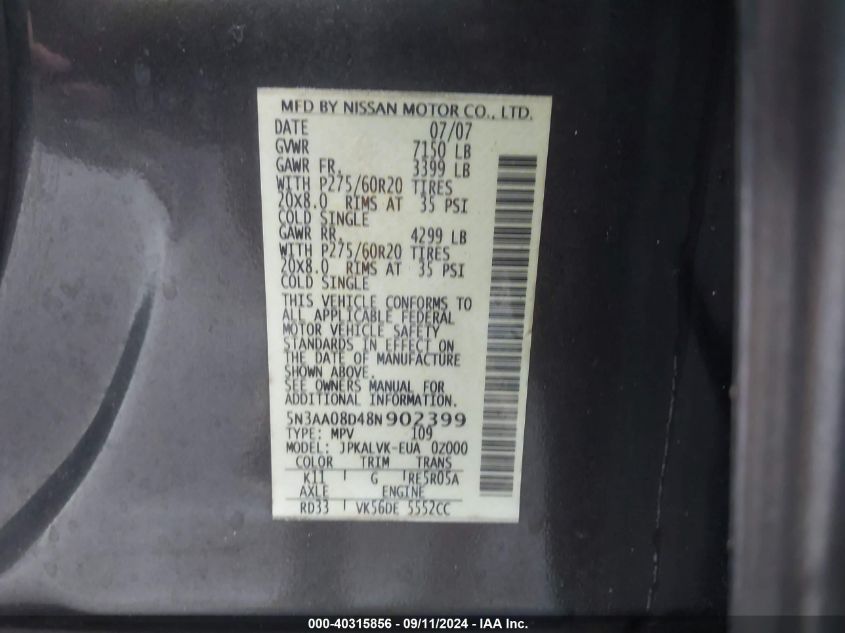 MFD BY NISSAN MOTOR CO., LTD.
DATE 07/07
GVWR 7150 LB
GAWR FR. 3399 LB
WITH P275/60R20 TIRES
20X8.0 RIMS AT 35 PSI
COLD SINGLE
GAWR RR. 4299 LB
WITH P275/60R20 TIRES
20X8.0 RIMS AT 35 PSI
COLD SINGLE
THIS VEHICLE CONFORMS TO
ALL APPLICABLE FEDERAL
MOTOR VEHICLE SAFETY
STANDARDS IN EFFECT ON
THE DATE OF MANUFACTURE
SHOWN ABOVE.
SEE OWNERS MANUAL FOR
ADDITIONAL INFORMATION.
5N3AA08D48N902399
TYPE: MPV 109
MODEL: JPKALVK-EUA 0Z000
COLOR TRIM TRANS
K11 G RE5R05A
AXLE ENGINE
RD33 VK56DE 5552CC
000-40315856 - 09/11/2024 - IAA Inc.